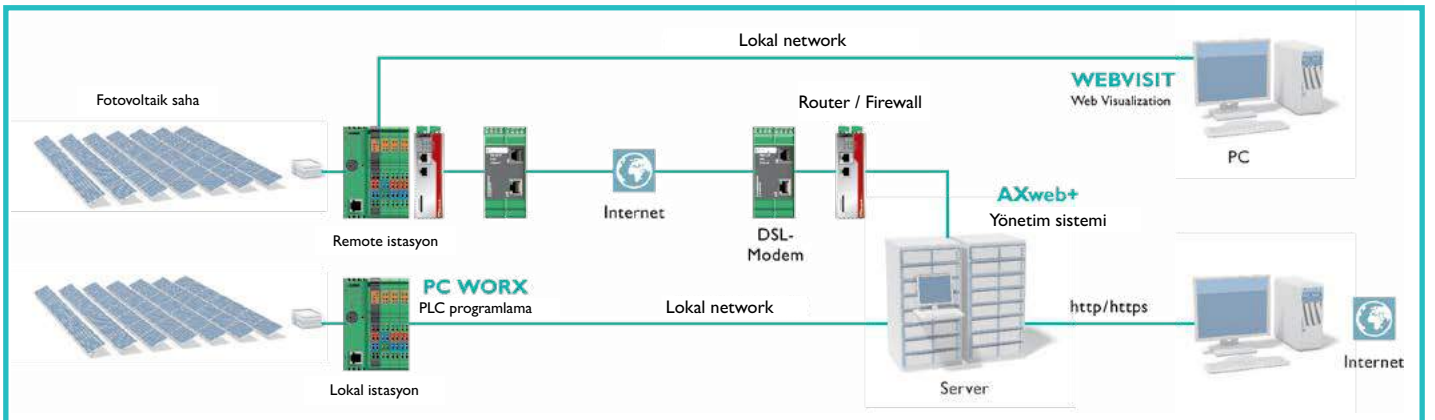 Lokal network
WEBVISIT
Web Visualization
Fotovoltaik saha
Router / Firewall
PC
Internet
AXweb+
Yönetim sistemi
Remote istasyon
DSL-
Modem
PC WORX
PLC programlama
Lokal network
http/https
Internet
Lokal istasyon
Server